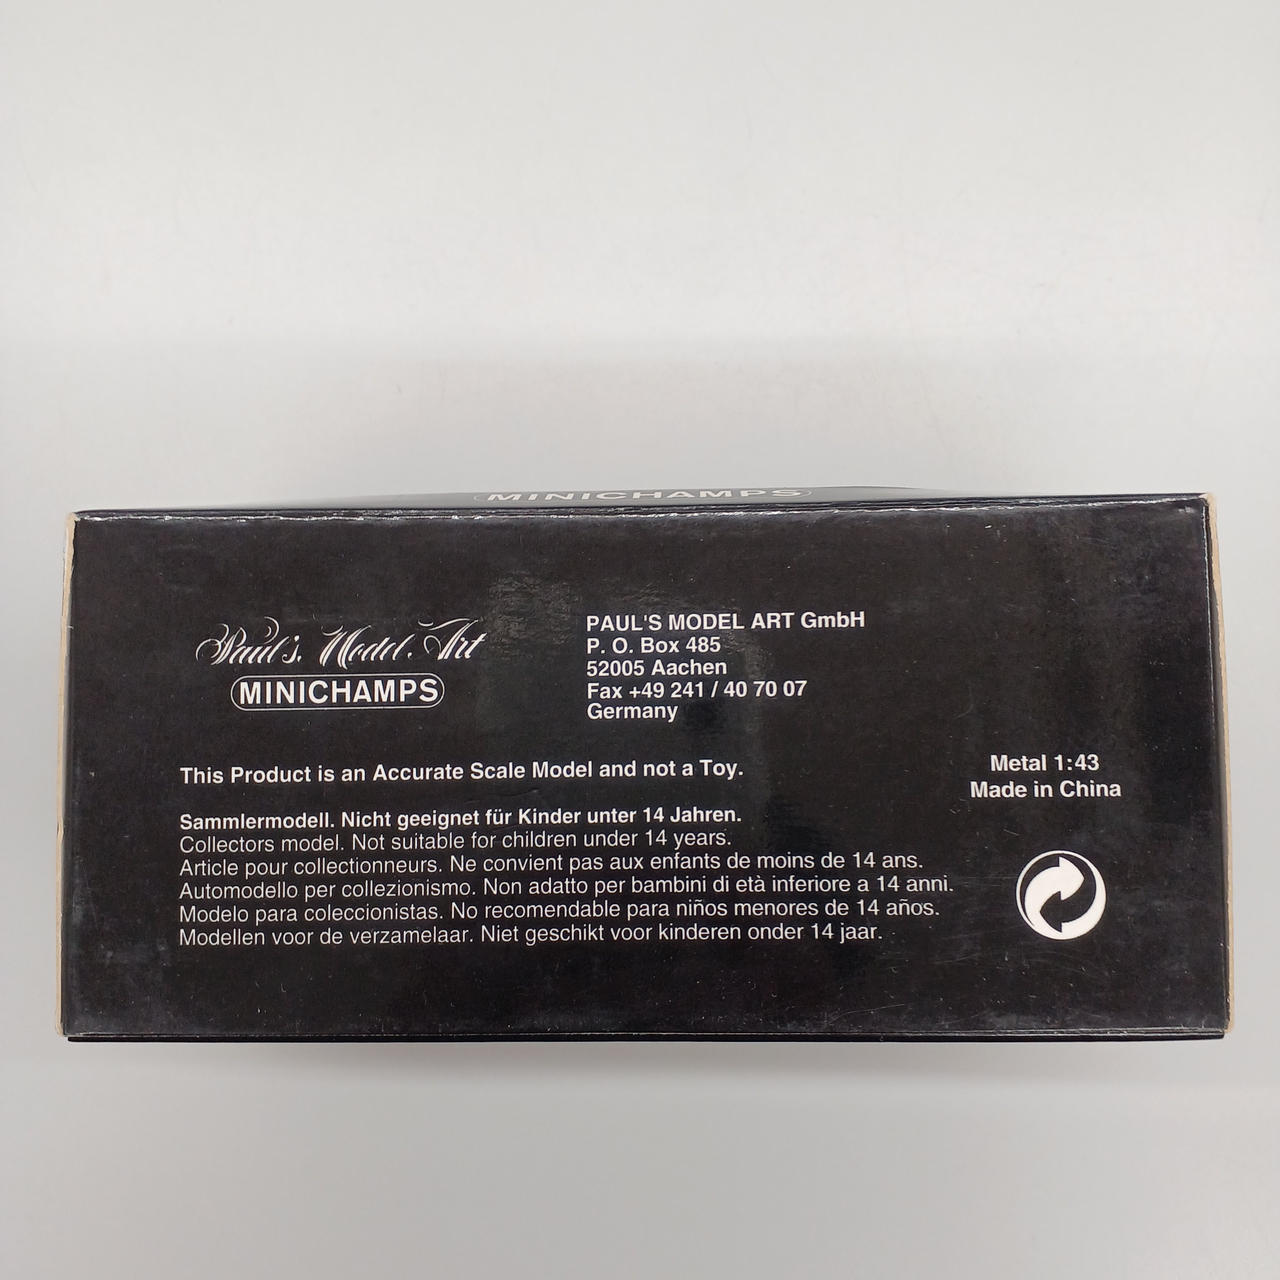 MINICHAMPS
Paul's Model Art
MINICHAMPS
PAUL'S MODEL ART GmbH
P. O. Box 485
52005 Aachen
Fax +49 241 / 40 70 07
Germany
This Product is an Accurate Scale Model and not a Toy.
Metal 1:43
Made in China
Sammlermodell. Nicht geeignet für Kinder unter 14 Jahren.
Collectors model. Not suitable for children under 14 years.
Article pour collectionneurs. Ne convient pas aux enfants de moins de 14 ans.
Automodello per collezionismo. Non adatto per bambini di età inferiore a 14 anni.
Modelo para coleccionistas. No recomendable para niños menores de 14 años.
Modellen voor de verzamelaar. Niet geschikt voor kinderen onder 14 jaar.